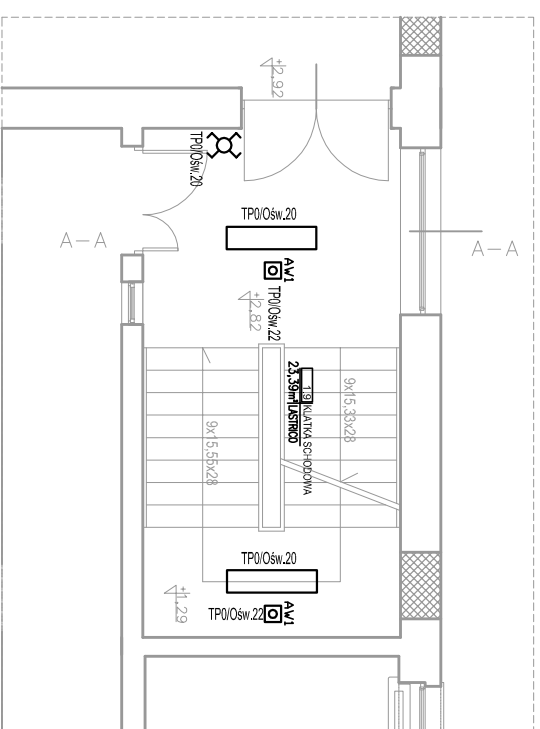 +2,92
TP0/Ośw.20
A-A
TP0/Ośw.20
A-A
AW1
TP0/Ośw.22
+2,82
1.9 KLATKA SCHODOWA
23,39m² LASTRICO
9x15,33x28
9x15,55x28
TP0/Ośw.20
+1,29
TP0/Ośw.22
AW1